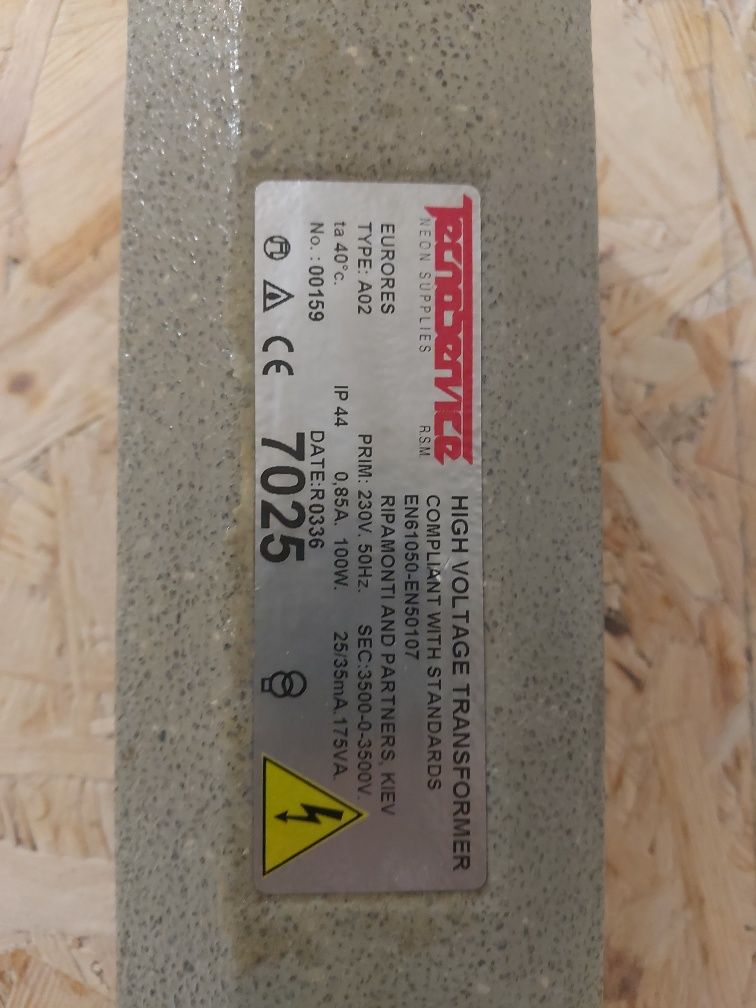 Tecnoservice
NEON SUPPLIES R.S.M
HIGH VOLTAGE TRANSFORMER
COMPLIANT WITH STANDARDS
EN61050-EN50107
EURORES RIPAMONTI AND PARTNERS, KIEV
TYPE: A02 PRIM: 230V. 50Hz. SEC:3500-0-3500V.
ta 40°c. IP 44 0,85A. 100W. 25/35mA.175VA
No. : 00159 DATE:R0336
CE 7025